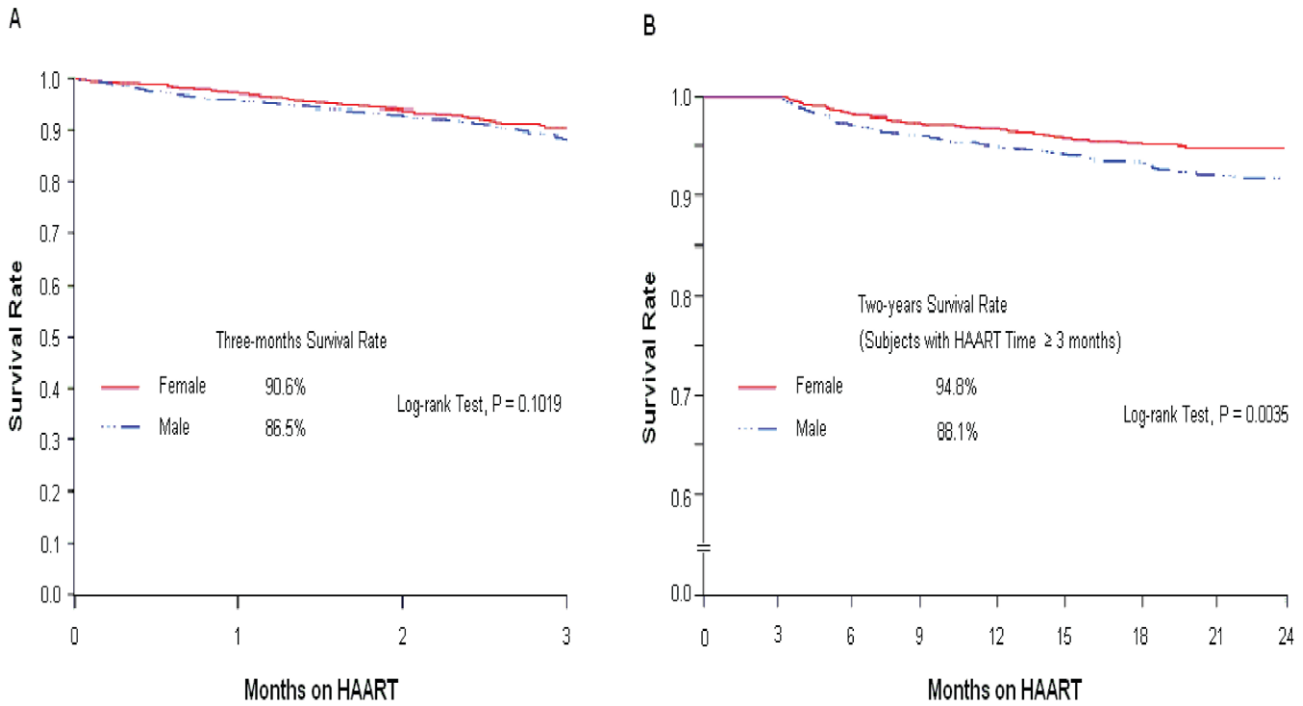 A
1.0
0.9
0.8
0.7
0.6
0.5
0.4
0.3
0.2
0.1
0.0
Survival Rate
Three-months Survival Rate
Female 90.6%
Male 86.5%
Log-rank Test, P = 0.1019
0 1 2 3
Months on HAART
B
1.0
0.9
0.8
0.7
0.6
0.0
Survival Rate
Two-years Survival Rate
(Subjects with HAART Time ≥ 3 months)
Female 94.8%
Male 88.1%
Log-rank Test, P = 0.0035
0 3 6 9 12 15 18 21 24
Months on HAART